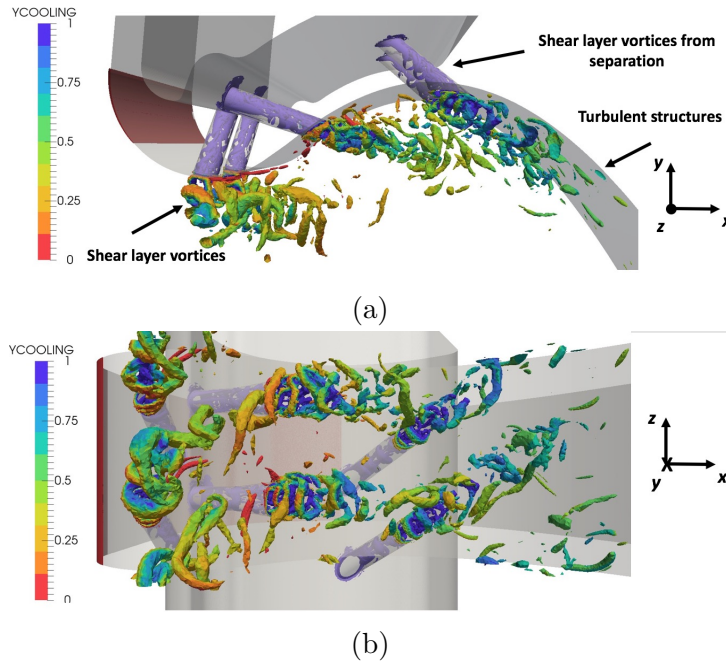 YCOOLING
1
0.75
0.5
0.25
0
Shear layer vortices from
separation
Turbulent structures
Shear layer vortices
y
z
x
(a)
YCOOLING
1
0.75
0.5
0.25
0
z
y
x
(b)